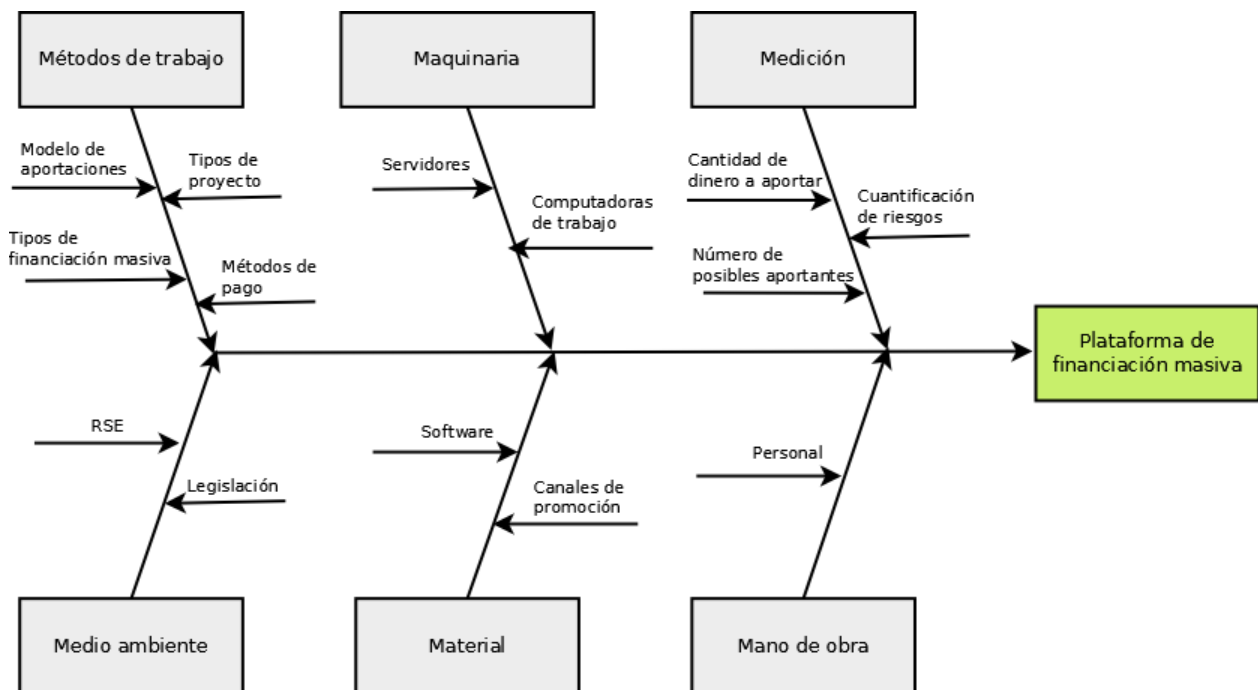 Métodos de trabajo
Maquinaria
Medición
Modelo de
aportaciones
Tipos de
proyecto
Tipos de
financiación masiva
Métodos de
pago
Servidores
Computadoras
de trabajo
Cantidad de
dinero a aportar
Cuantificación
de riesgos
Número de
posibles aportantes
Plataforma de
financiación masiva
RSE
Legislación
Software
Canales de
promoción
Personal
Medio ambiente
Material
Mano de obra